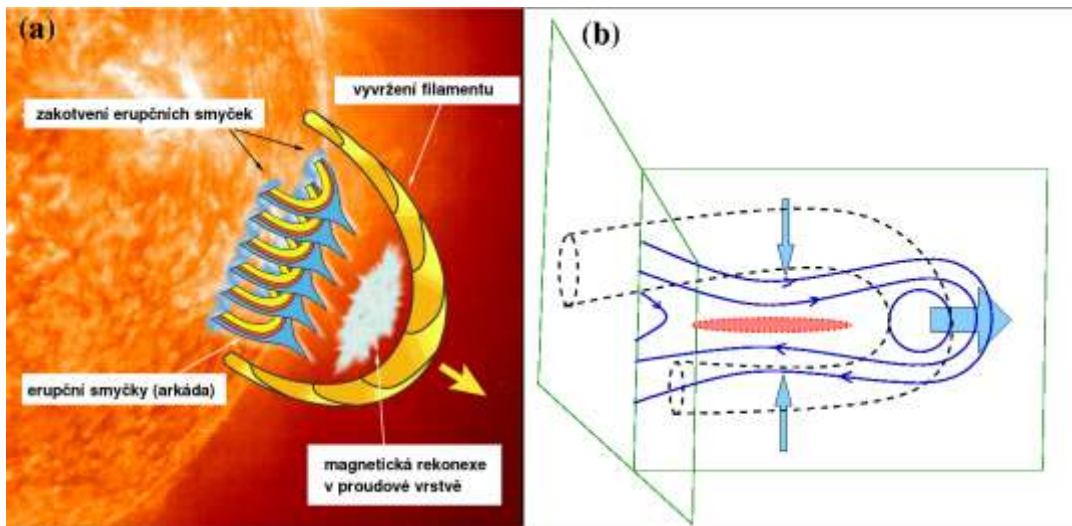 (a)
vyvržení filamentu
zakotvení erupčních smyček
erupční smyčky (arkáda)
magnetická rekonexe
v proudové vrstvě
(b)